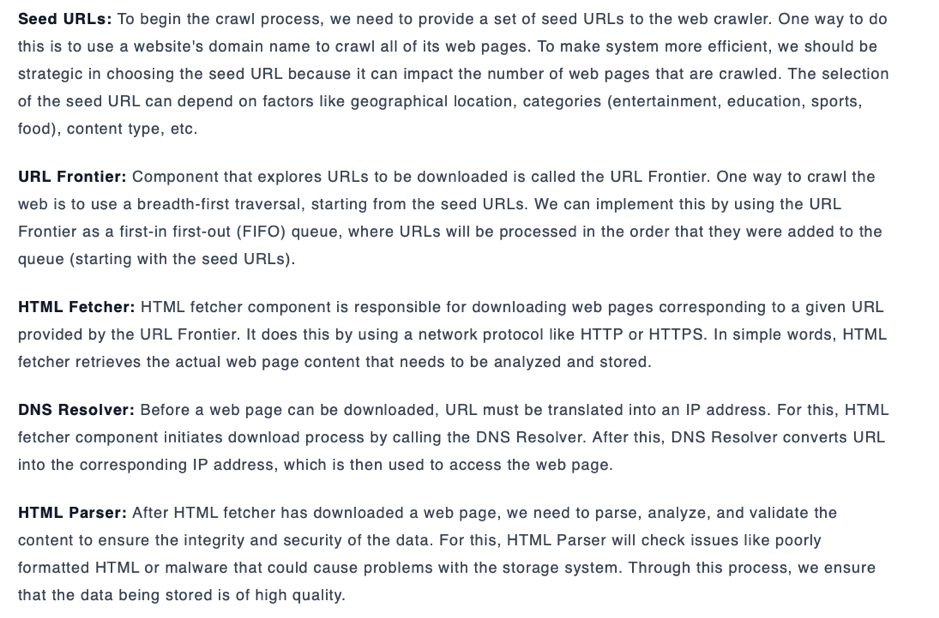 Seed URLs: To begin the crawl process, we need to provide a set of seed URLs to the web crawler. One way to do
this is to use a website's domain name to crawl all of its web pages. To make system more efficient, we should be
strategic in choosing the seed URL because it can impact the number of web pages that are crawled. The selection
of the seed URL can depend on factors like geographical location, categories (entertainment, education, sports,
food), content type, etc.
URL Frontier: Component that explores URLs to be downloaded is called the URL Frontier. One way to crawl the
web is to use a breadth-first traversal, starting from the seed URLs. We can implement this by using the URL
Frontier as a first-in first-out (FIFO) queue, where URLs will be processed in the order that they were added to the
queue (starting with the seed URLs).
HTML Fetcher: HTML fetcher component is responsible for downloading web pages corresponding to a given URL
provided by the URL Frontier. It does this by using a network protocol like HTTP or HTTPS. In simple words, HTML
fetcher retrieves the actual web page content that needs to be analyzed and stored.
DNS Resolver: Before a web page can be downloaded, URL must be translated into an IP address. For this, HTML
fetcher component initiates download process by calling the DNS Resolver. After this, DNS Resolver converts URL
into the corresponding IP address, which is then used to access the web page.
HTML Parser: After HTML fetcher has downloaded a web page, we need to parse, analyze, and validate the
content to ensure the integrity and security of the data. For this, HTML Parser will check issues like poorly
formatted HTML or malware that could cause problems with the storage system. Through this process, we ensure
that the data being stored is of high quality.